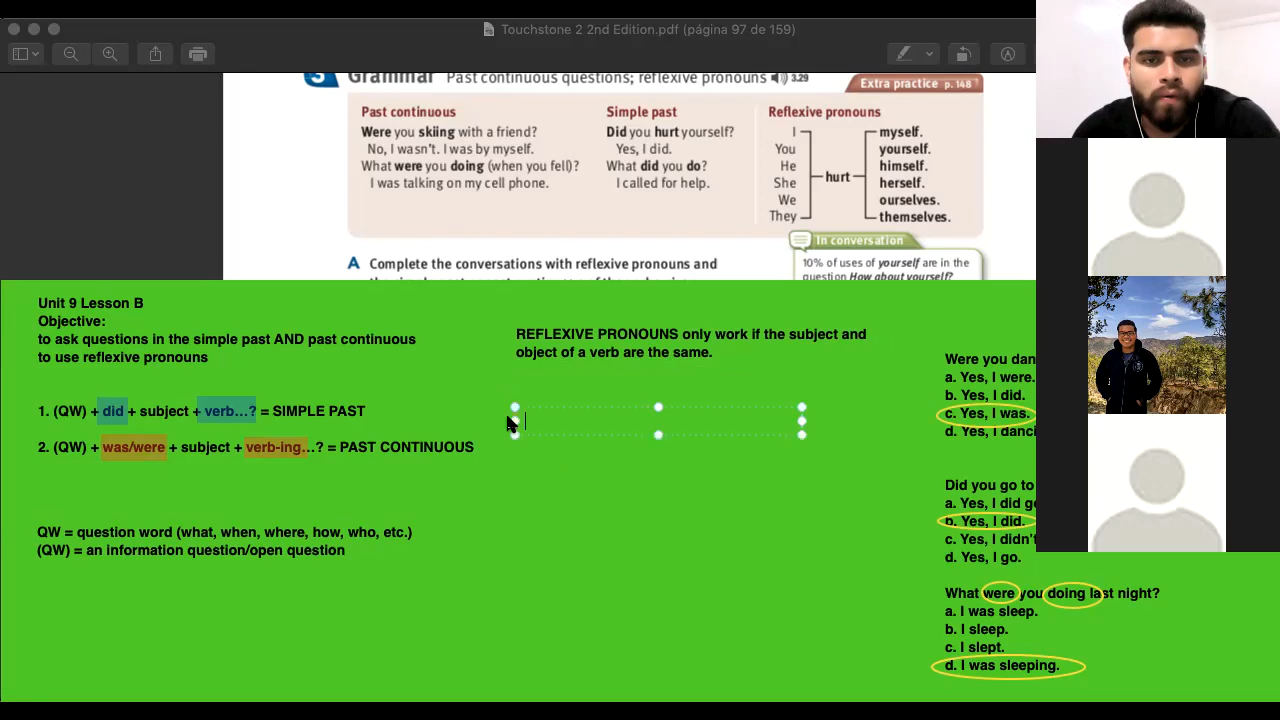 Touchstone 2 2nd Edition.pdf (página 97 de 159)
Grammar Past continuous questions; reflexive pronouns 3.29
Extra practice p. 148
Past continuous
Were you skiing with a friend?
No, I wasn't. I was by myself.
What were you doing (when you fell)?
I was talking on my cell phone.
Simple past
Did you hurt yourself?
Yes, I did.
What did you do?
I called for help.
Reflexive pronouns
I
You
He
She
We
They
hurt
myself.
yourself.
himself.
herself.
ourselves.
themselves.
A Complete the conversations with reflexive pronouns and
In conversation
10% of uses of yourself are in the
question How about yourself?
Unit 9 Lesson B
Objective:
to ask questions in the simple past AND past continuous
to use reflexive pronouns
1. (QW) + did + subject + verb...? = SIMPLE PAST
2. (QW) + was/were + subject + verb-ing...? = PAST CONTINUOUS
QW = question word (what, when, where, how, who, etc.)
(QW) = an information question/open question
REFLEXIVE PRONOUNS only work if the subject and
object of a verb are the same.
Were you dan
a. Yes, I were.
b. Yes, I did.
c. Yes, I was.
d. Yes, I danci
Did you go to
a. Yes, I did g
b. Yes, I did.
c. Yes, I didn't
d. Yes, I go.
What were you doing last night?
a. I was sleep.
b. I sleep.
c. I slept.
d. I was sleeping.